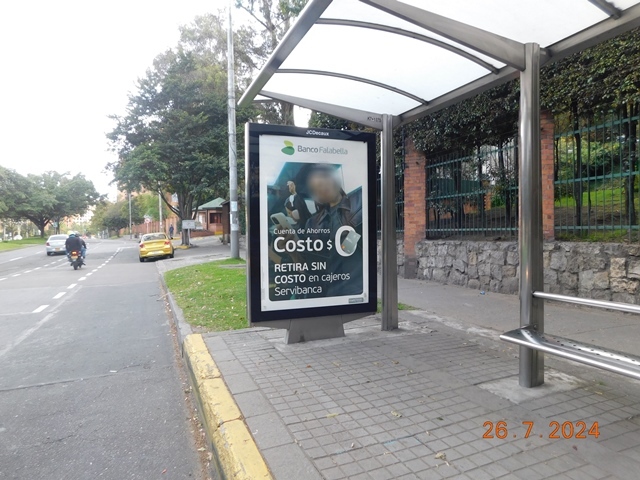 JCDecaux
Banco Falabella
Cuenta de Ahorros
Costo $0
RETIRA SIN
COSTO en cajeros
Servibanca
26.7.2024